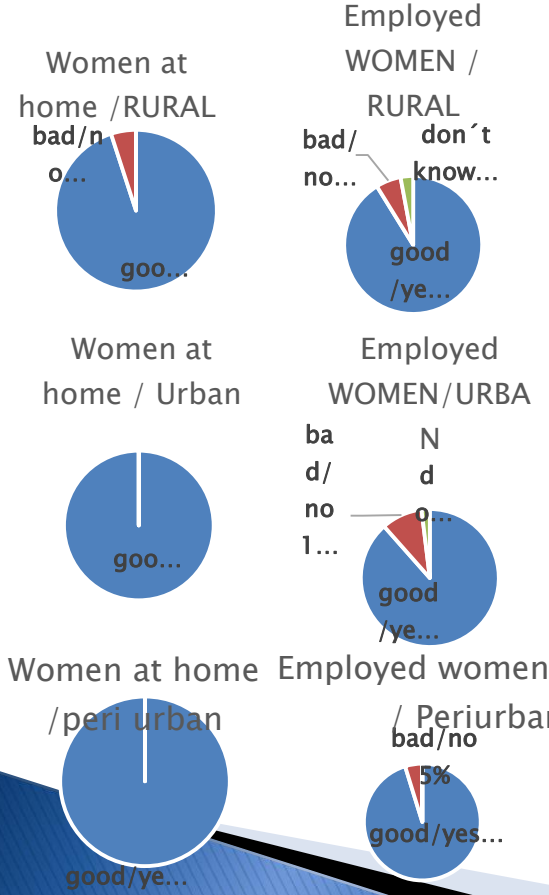 Women at
home /RURAL
bad/n
o...
goo...
Employed
WOMEN /
RURAL
bad/
no...
don´t
know...
good
/ye...
Women at
home / Urban
goo...
Employed
WOMEN/URBA
N
ba
d/
no
1...
d
o...
good
/ye...
Women at home
/peri urban
good/ye...
Employed women
/ Periurban
bad/no
5%
good/yes...